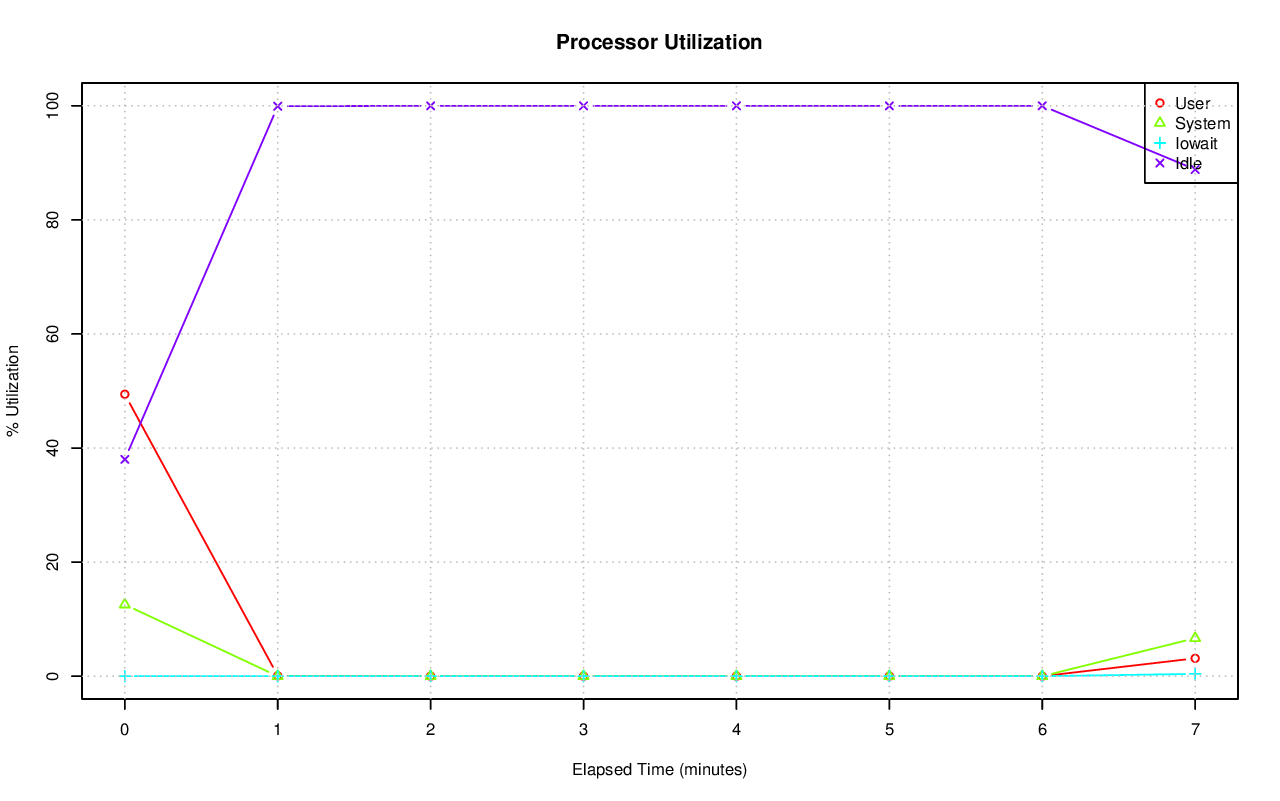 Processor Utilization
% Utilization
100
80
60
40
20
0
User
System
Iowait
Idle
0 1 2 3 4 5 6 7
Elapsed Time (minutes)